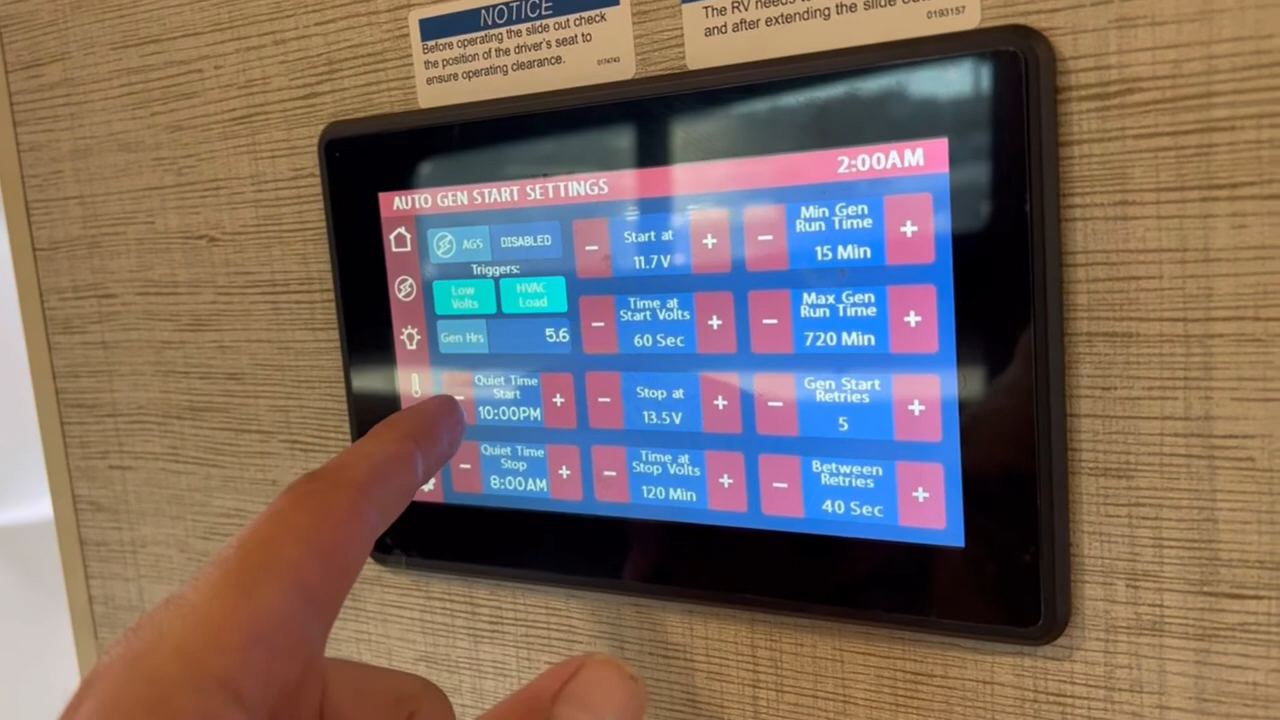 NOTICE
Before operating the slide out check
the position of the driver's seat to
ensure operating clearance.
0174743
The RV needs
and after extending the slide
0193157
AUTO GEN START SETTINGS
2:00AM
AGS
DISABLED
Triggers:
Low
Volts
HVAC
Load
Gen Hrs
5.6
Quiet Time
Start
10:00PM
+
−
Quiet Time
Stop
8:00AM
+
−
Start at
11.7V
+
−
Time at
Start Volts
60 Sec
+
−
Stop at
13.5V
+
−
Time at
Stop Volts
120 Min
+
−
Min Gen
Run Time
15 Min
+
−
Max Gen
Run Time
720 Min
+
−
Gen Start
Retries
5
+
−
Between
Retries
40 Sec
+